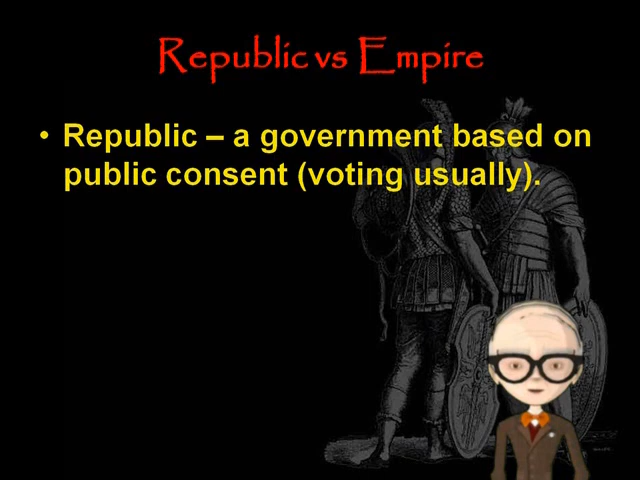 Republic vs Empire
• Republic – a government based on
public consent (voting usually).